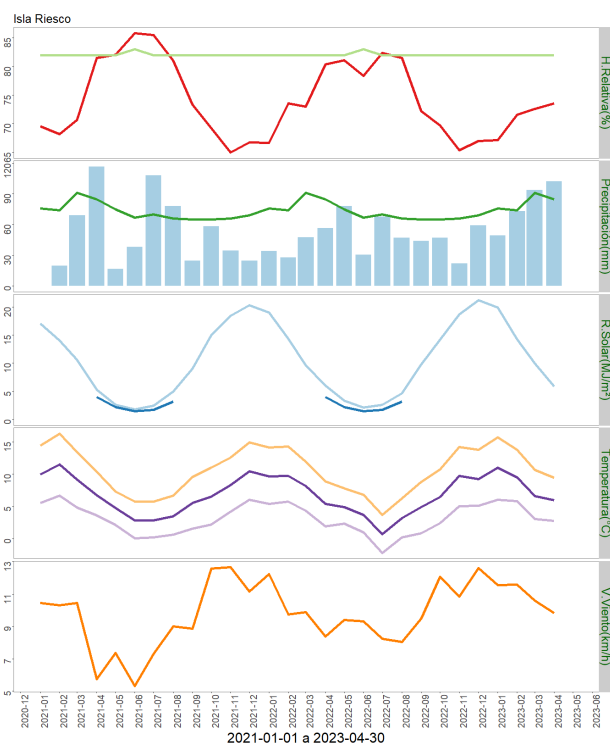 Isla Riesco
65 70 75 80 85
H.Relativa(%)
0 30 60 90 120
Precipitación(mm)
0 5 10 15 20
R.Solar(MJ/m²)
0 5 10 15
Temperatura(°C)
5 7 9 11 13
V.Viento(km/h)
2020-12 2021-01 2021-02 2021-03 2021-04 2021-05 2021-06 2021-07 2021-08 2021-09 2021-10 2021-11 2021-12 2022-01 2022-02 2022-03 2022-04 2022-05 2022-06 2022-07 2022-08 2022-09 2022-10 2022-11 2022-12 2023-01 2023-02 2023-03 2023-04 2023-05 2023-06
2021-01-01 a 2023-04-30